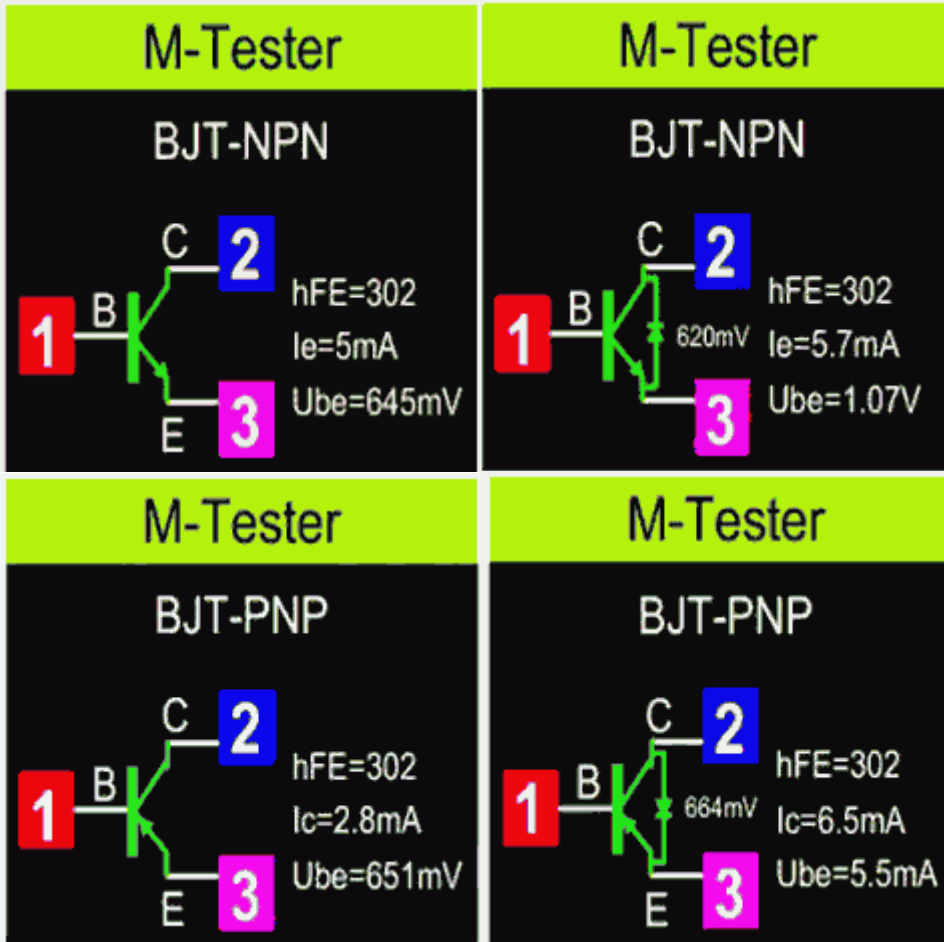 M-Tester
BJT-NPN
C 2
hFE=302
1 B
Ie=5mA
Ube=645mV
3
E
M-Tester
BJT-NPN
C 2
hFE=302
1 B
620mV
Ie=5.7mA
Ube=1.07V
3
M-Tester
BJT-PNP
C 2
hFE=302
1 B
Ic=2.8mA
Ube=651mV
E 3
M-Tester
BJT-PNP
C 2
hFE=302
1 B
664mV
Ic=6.5mA
Ube=5.5mA
E 3